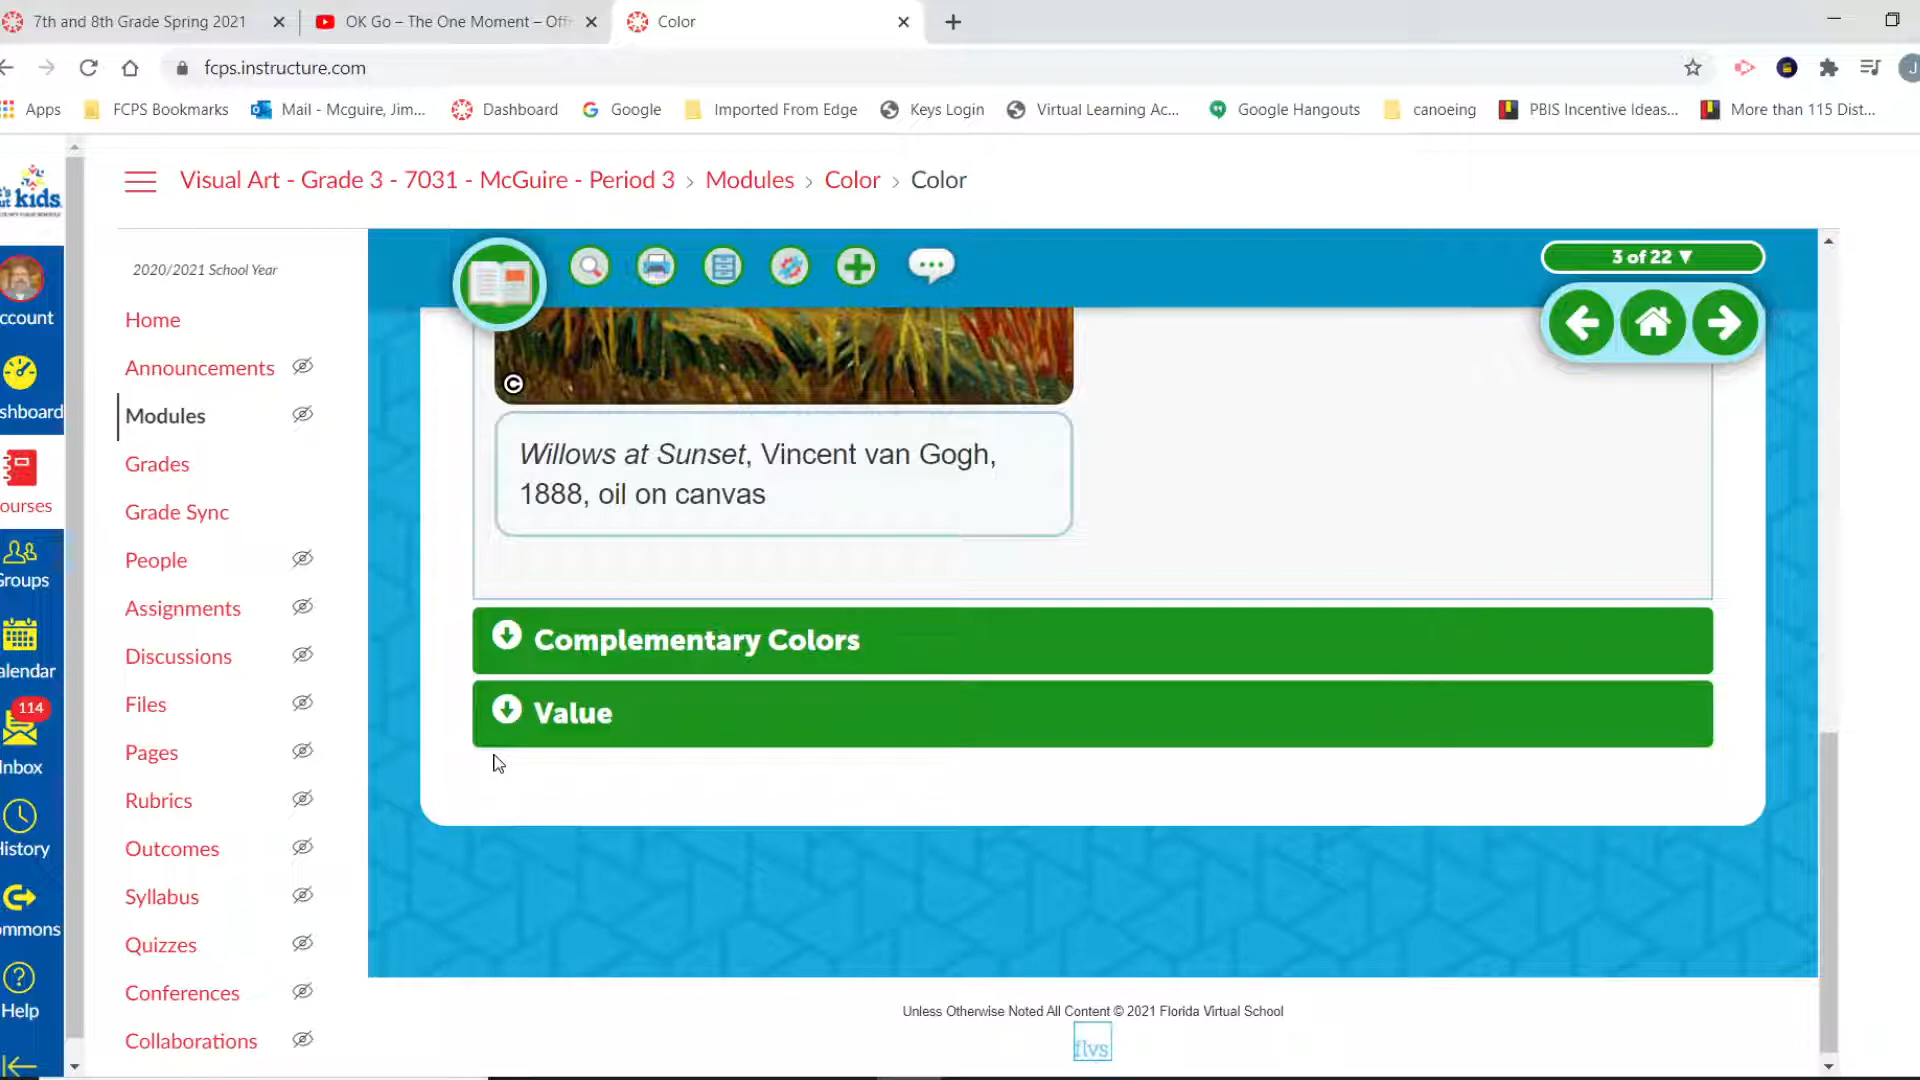 7th and 8th Grade Spring 2021
OK Go – The One Moment – Off
Color
fcps.instructure.com
J
Apps
FCPS Bookmarks
Mail - Mcguire, Jim...
Dashboard
Google
Imported From Edge
Keys Login
Virtual Learning Ac...
Google Hangouts
canoeing
PBIS Incentive Ideas...
More than 115 Dist...
Visual Art - Grade 3 - 7031 - McGuire - Period 3 › Modules › Color › Color
kids
ccount
shboard
ourses
Groups
alendar
114
Inbox
History
ommons
Help
2020/2021 School Year
Home
Announcements
Modules
Grades
Grade Sync
People
Assignments
Discussions
Files
Pages
Rubrics
Outcomes
Syllabus
Quizzes
Conferences
Collaborations
3 of 22 ▼
©
Willows at Sunset, Vincent van Gogh,
1888, oil on canvas
Complementary Colors
Value
Unless Otherwise Noted All Content © 2021 Florida Virtual School
flvs